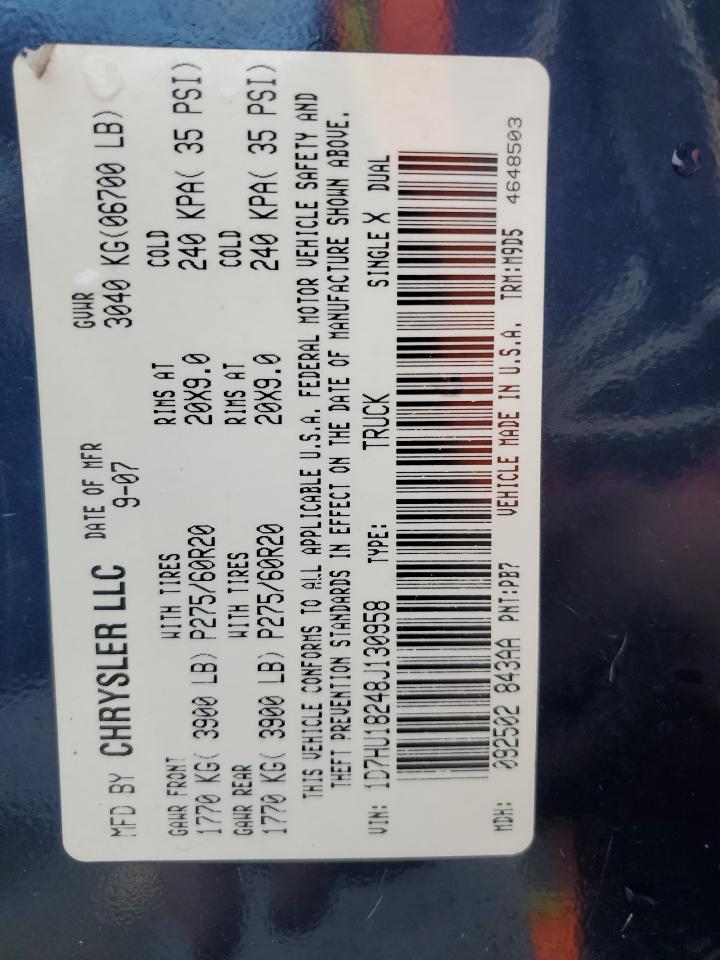 MFD BY CHRYSLER LLC DATE OF MFR GVWR
9-07 3040 KG(06700 LB)
GAWR FRONT WITH TIRES RIMS AT COLD
1770 KG( 3900 LB) P275/60R20 20X9.0 240 KPA( 35 PSI)
GAWR REAR WITH TIRES RIMS AT COLD
1770 KG( 3900 LB) P275/60R20 20X9.0 240 KPA( 35 PSI)
THIS VEHICLE CONFORMS TO ALL APPLICABLE U.S.A. FEDERAL MOTOR VEHICLE SAFETY AND
THEFT PREVENTION STANDARDS IN EFFECT ON THE DATE OF MANUFACTURE SHOWN ABOVE.
VIN: 1D7HU18248J130958 TYPE: TRUCK SINGLE X DUAL
MDH: 092502 843AA PNT:PB7 VEHICLE MADE IN U.S.A. TRM:M9D5 4648503